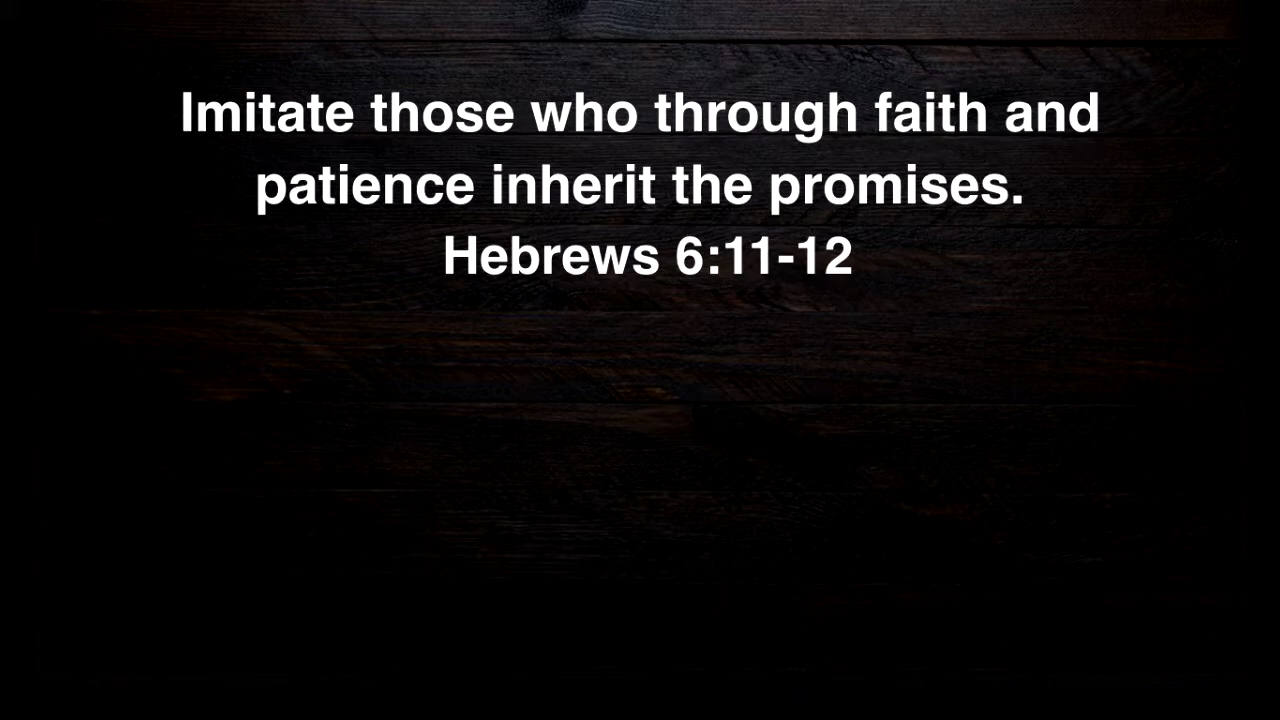 Imitate those who through faith and
patience inherit the promises.
Hebrews 6:11-12